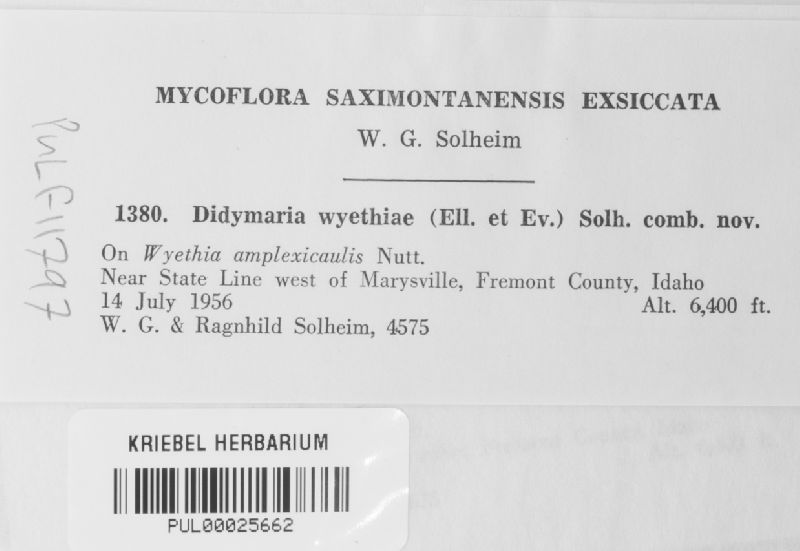 MYCOFLORA SAXIMONTANENSIS EXSICCATA
W. G. Solheim
1380. Didymaria wyethiae (Ell. et Ev.) Solh. comb. nov.
On Wyethia amplexicaulis Nutt.
Near State Line west of Marysville, Fremont County, Idaho
14 July 1956 Alt. 6,400 ft.
W. G. & Ragnhild Solheim, 4575
PUL F11797
KRIEBEL HERBARIUM
PUL00025662